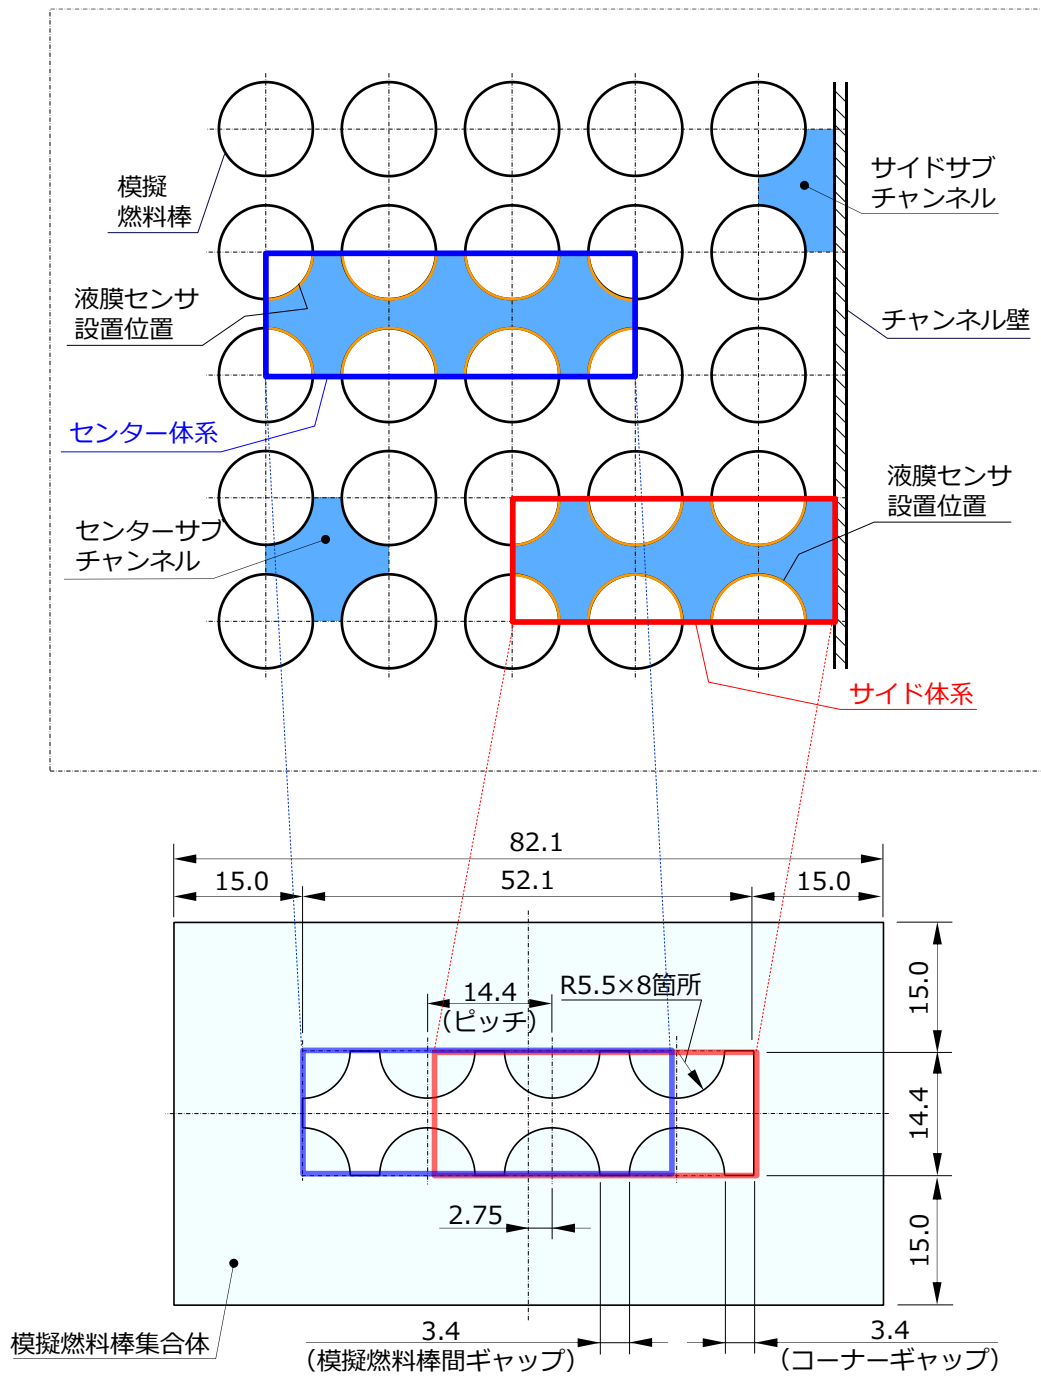 模擬
燃料棒
サイドサブ
チャンネル
液膜センサ
設置位置
チャンネル壁
センター体系
液膜センサ
設置位置
センターサブ
チャンネル
サイド体系
82.1
15.0
52.1
15.0
14.4
(ピッチ)
R5.5×8箇所
15.0
14.4
15.0
2.75
模擬燃料棒集合体
3.4
(模擬燃料棒間ギャップ)
3.4
(コーナーギャップ)